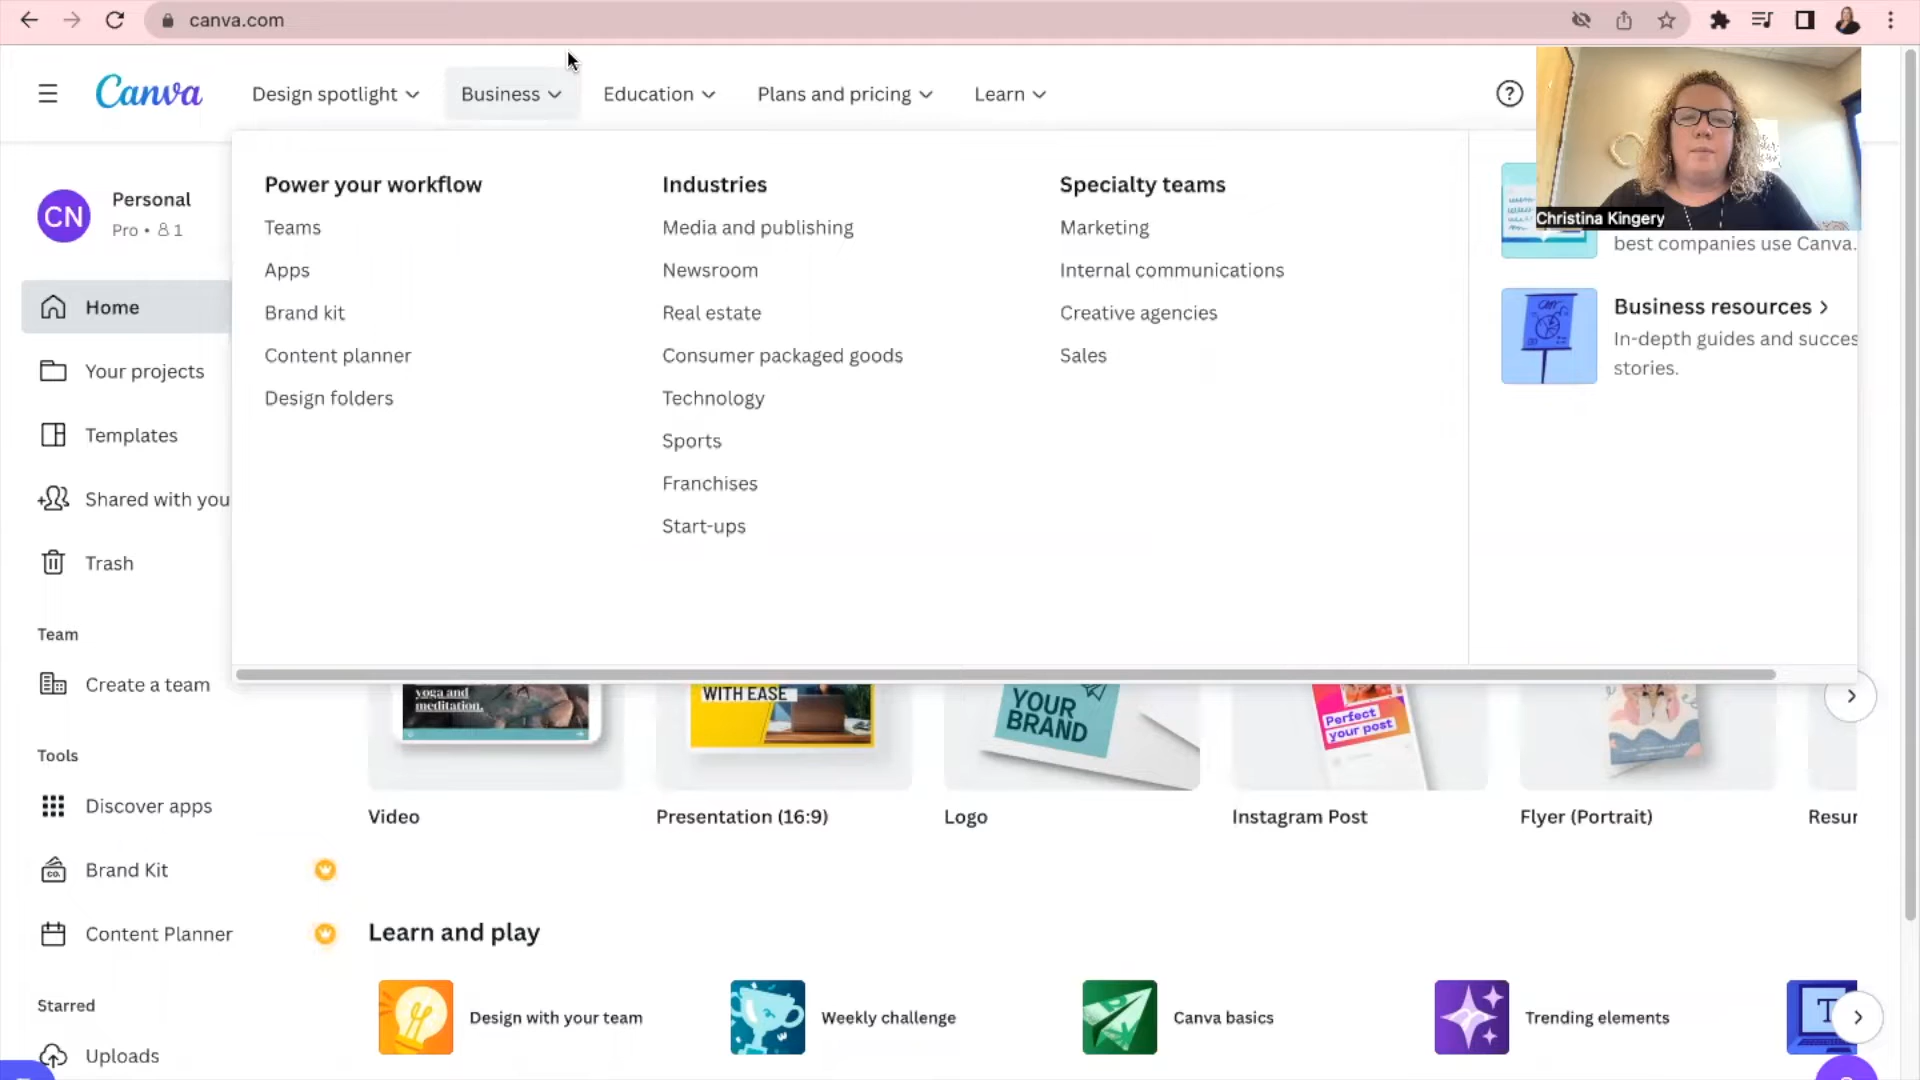 canva.com
Canva
Design spotlight
Business
Education
Plans and pricing
Learn
?
Christina Kingery
CN
Personal
Pro • 1
Home
Your projects
Templates
Shared with you
Trash
Team
Create a team
Tools
Discover apps
CO.
Brand Kit
Content Planner
Starred
Uploads
Power your workflow
Teams
Apps
Brand kit
Content planner
Design folders
Industries
Media and publishing
Newsroom
Real estate
Consumer packaged goods
Technology
Sports
Franchises
Start-ups
Specialty teams
Marketing
Internal communications
Creative agencies
Sales
best companies use Canva.
Business resources
In-depth guides and succes
stories.
yoga and
meditation.
WITH EASE
YOUR
BRAND
Perfect
your post
Video
Presentation (16:9)
Logo
Instagram Post
Flyer (Portrait)
Resur
Learn and play
Design with your team
Weekly challenge
Canva basics
Trending elements
T